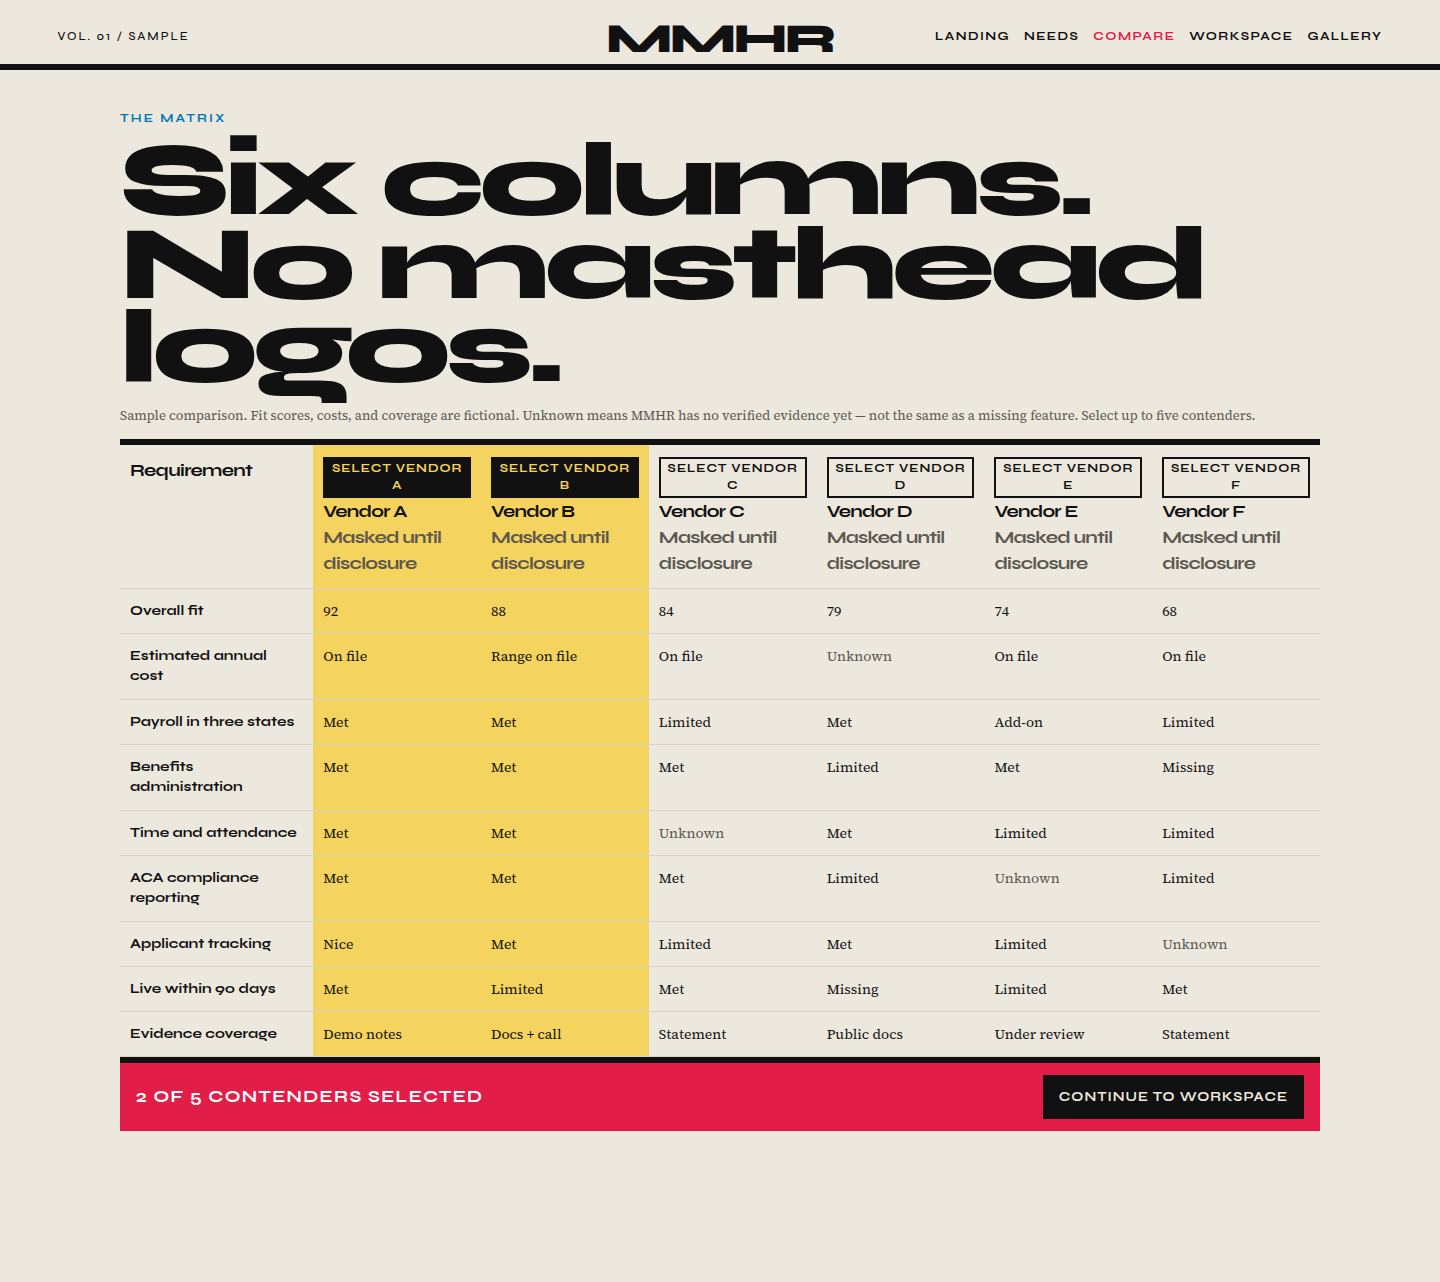 VOL. 01 / SAMPLE
MMHR
LANDING NEEDS COMPARE WORKSPACE GALLERY
THE MATRIX
Six columns.
No masthead
logos.
Sample comparison. Fit scores, costs, and coverage are fictional. Unknown means MMHR has no verified evidence yet — not the same as a missing feature. Select up to five contenders.
Requirement
SELECT VENDOR A
Vendor A
Masked until
disclosure
SELECT VENDOR B
Vendor B
Masked until
disclosure
SELECT VENDOR C
Vendor C
Masked until
disclosure
SELECT VENDOR D
Vendor D
Masked until
disclosure
SELECT VENDOR E
Vendor E
Masked until
disclosure
SELECT VENDOR F
Vendor F
Masked until
disclosure
Overall fit 92 88 84 79 74 68
Estimated annual cost On file Range on file On file Unknown On file On file
Payroll in three states Met Met Limited Met Add-on Limited
Benefits administration Met Met Met Limited Met Missing
Time and attendance Met Met Unknown Met Limited Limited
ACA compliance reporting Met Met Met Limited Unknown Limited
Applicant tracking Nice Met Limited Met Limited Unknown
Live within 90 days Met Limited Met Missing Limited Met
Evidence coverage Demo notes Docs + call Statement Public docs Under review Statement
2 OF 5 CONTENDERS SELECTED
CONTINUE TO WORKSPACE